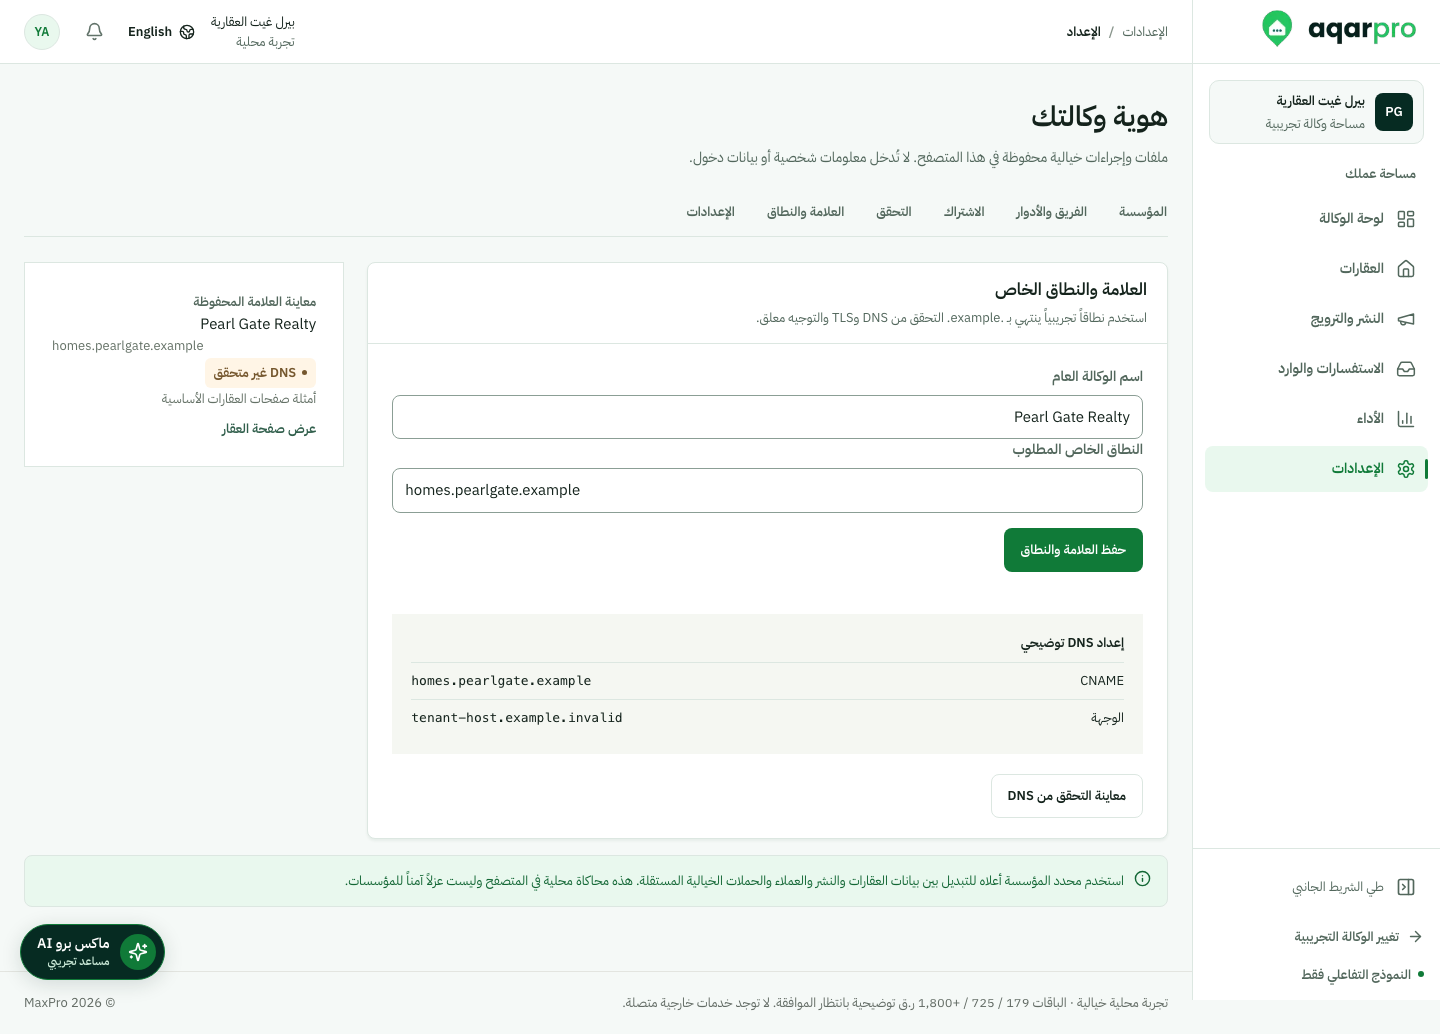 aqarpro
الإعدادات / الإعداد
بيرل غيت العقارية
تجربة محلية
English
YA
PG
بيرل غيت العقارية
مساحة وكالة تجريبية
مساحة عملك
لوحة الوكالة
العقارات
النشر والترويج
الاستفسارات والوارد
الأداء
الإعدادات
طي الشريط الجانبي
تغيير الوكالة التجريبية
النموذج التفاعلي فقط
هوية وكالتك
ملفات وإجراءات خيالية محفوظة في هذا المتصفح. لا تُدخل معلومات شخصية أو بيانات دخول.
المؤسسة
الفريق والأدوار
الاشتراك
التحقق
العلامة والنطاق
الإعدادات
العلامة والنطاق الخاص
استخدم نطاقاً تجريبياً ينتهي بـ .example. التحقق من DNS وTLS والتوجيه معلق.
اسم الوكالة العام
Pearl Gate Realty
النطاق الخاص المطلوب
homes.pearlgate.example
حفظ العلامة والنطاق
إعداد DNS توضيحي
CNAME homes.pearlgate.example
الوجهة tenant-host.example.invalid
معاينة التحقق من DNS
معاينة العلامة المحفوظة
Pearl Gate Realty
homes.pearlgate.example
DNS غير متحقق
أمثلة صفحات العقارات الأساسية
عرض صفحة العقار
استخدم محدد المؤسسة أعلاه للتبديل بين بيانات العقارات والنشر والعملاء والحملات الخيالية المستقلة. هذه محاكاة محلية في المتصفح وليست عزلاً آمناً للمؤسسات.
ماكس برو AI
مساعد تجريبي
تجربة محلية خيالية · الباقات 179 / 725 / 1,800+ ر.ق توضيحية بانتظار الموافقة. لا توجد خدمات خارجية متصلة.
© 2026 MaxPro